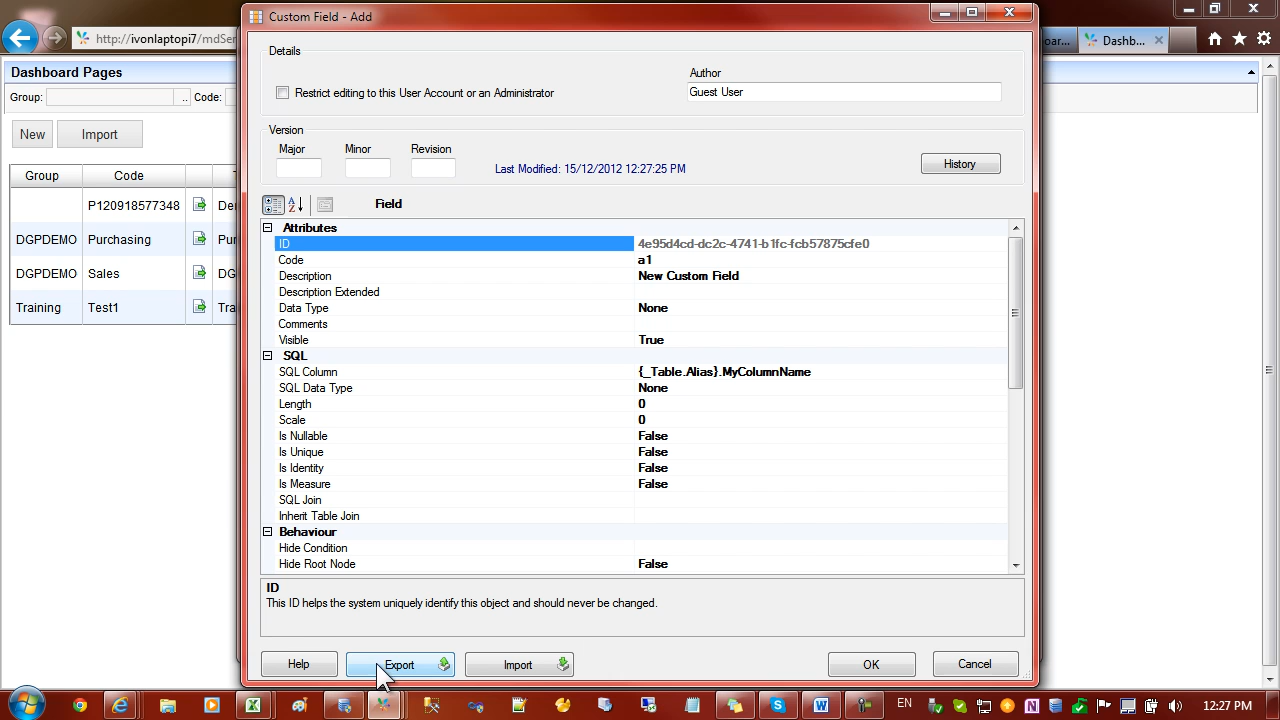 Custom Field - Add
http://ivonlaptopi7/mdSer
Dashb...
Dashboard Pages
Group:
..
Code:
New
Import
Group
Code
P120918577348
DGPDEMO
Purchasing
DGPDEMO
Sales
DG
Training
Test1
Details
Restrict editing to this User Account or an Administrator
Author
Guest User
Version
Major
Minor
Revision
Last Modified: 15/12/2012 12:27:25 PM
History
Field
Attributes
ID 4e95d4cd-dc2c-4741-b1fc-fcb57875cfe0
Code a1
Description New Custom Field
Description Extended
Data Type None
Comments
Visible True
SQL
SQL Column {_Table.Alias}.MyColumnName
SQL Data Type None
Length 0
Scale 0
Is Nullable False
Is Unique False
Is Identity False
Is Measure False
SQL Join
Inherit Table Join
Behaviour
Hide Condition
Hide Root Node False
ID
This ID helps the system uniquely identify this object and should never be changed.
Help
Export
Import
OK
Cancel
EN
12:27 PM